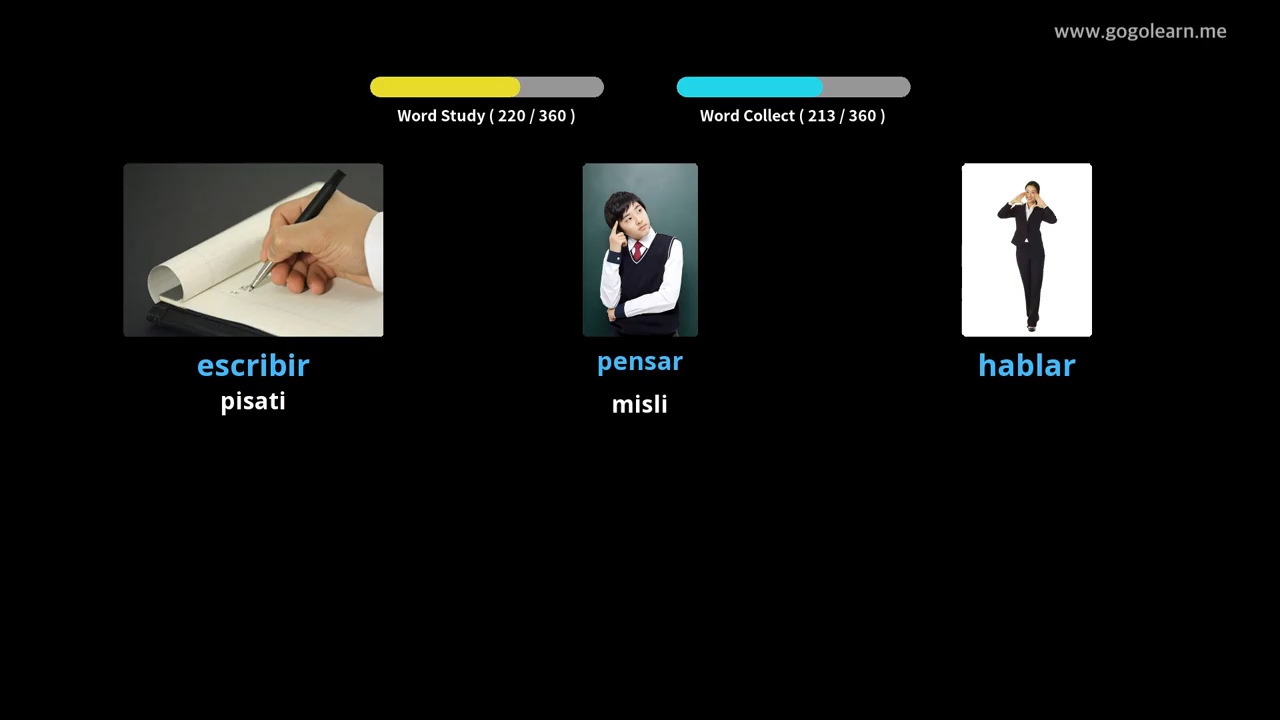 www.gogolearn.me
Word Study ( 220 / 360 )
Word Collect ( 213 / 360 )
escribir
pisati
pensar
misli
hablar